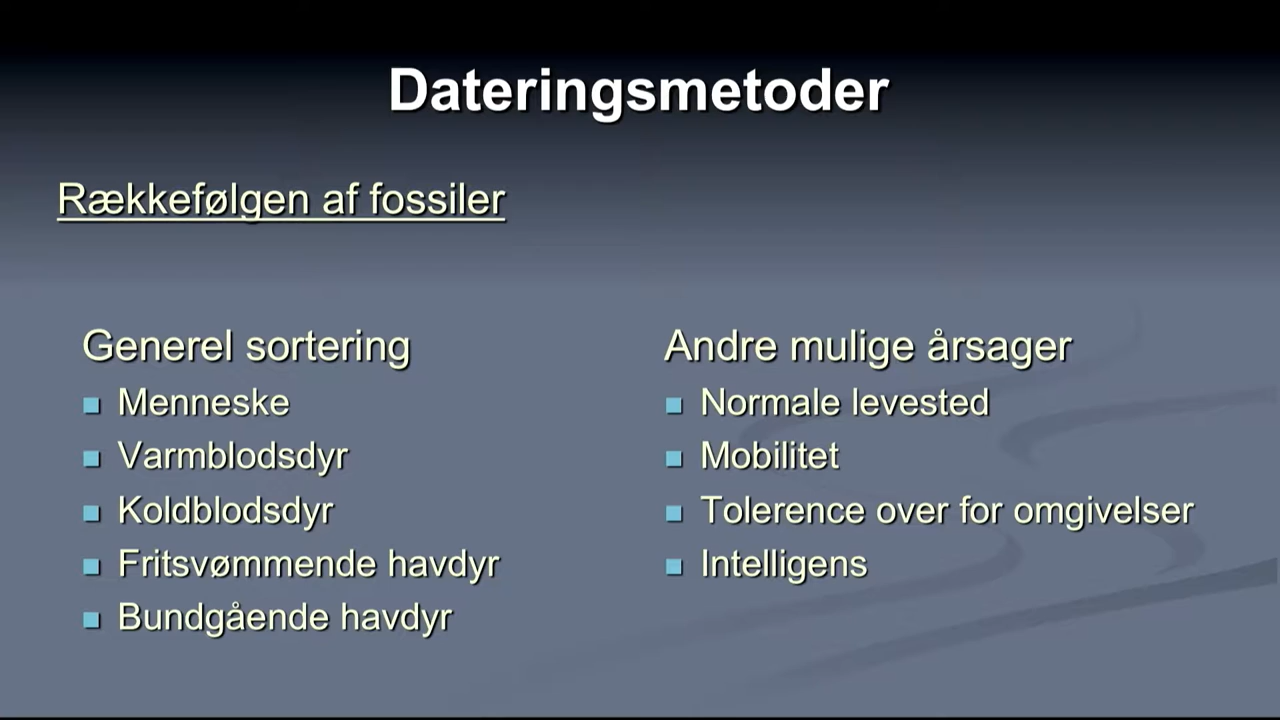 Dateringsmetoder
Rækkefølgen af fossiler
Generel sortering
Menneske
Varmblodsdyr
Koldblodsdyr
Fritsvømmende havdyr
Bundgående havdyr
Andre mulige årsager
Normale levested
Mobilitet
Tolerence over for omgivelser
Intelligens